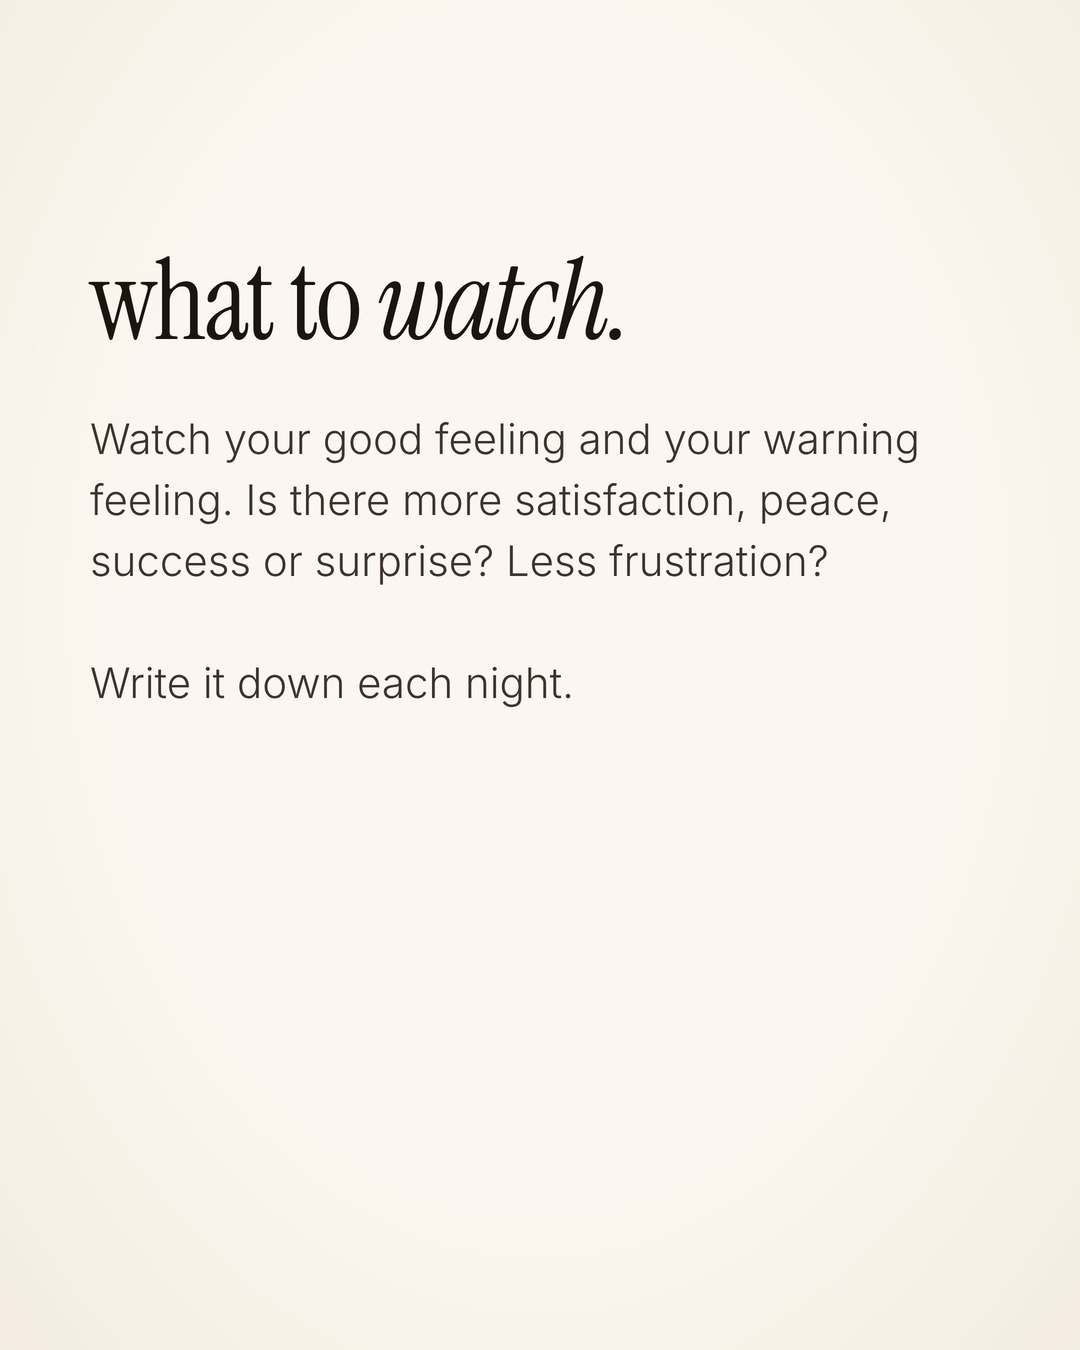 what to watch.
Watch your good feeling and your warning
feeling. Is there more satisfaction, peace,
success or surprise? Less frustration?
Write it down each night.